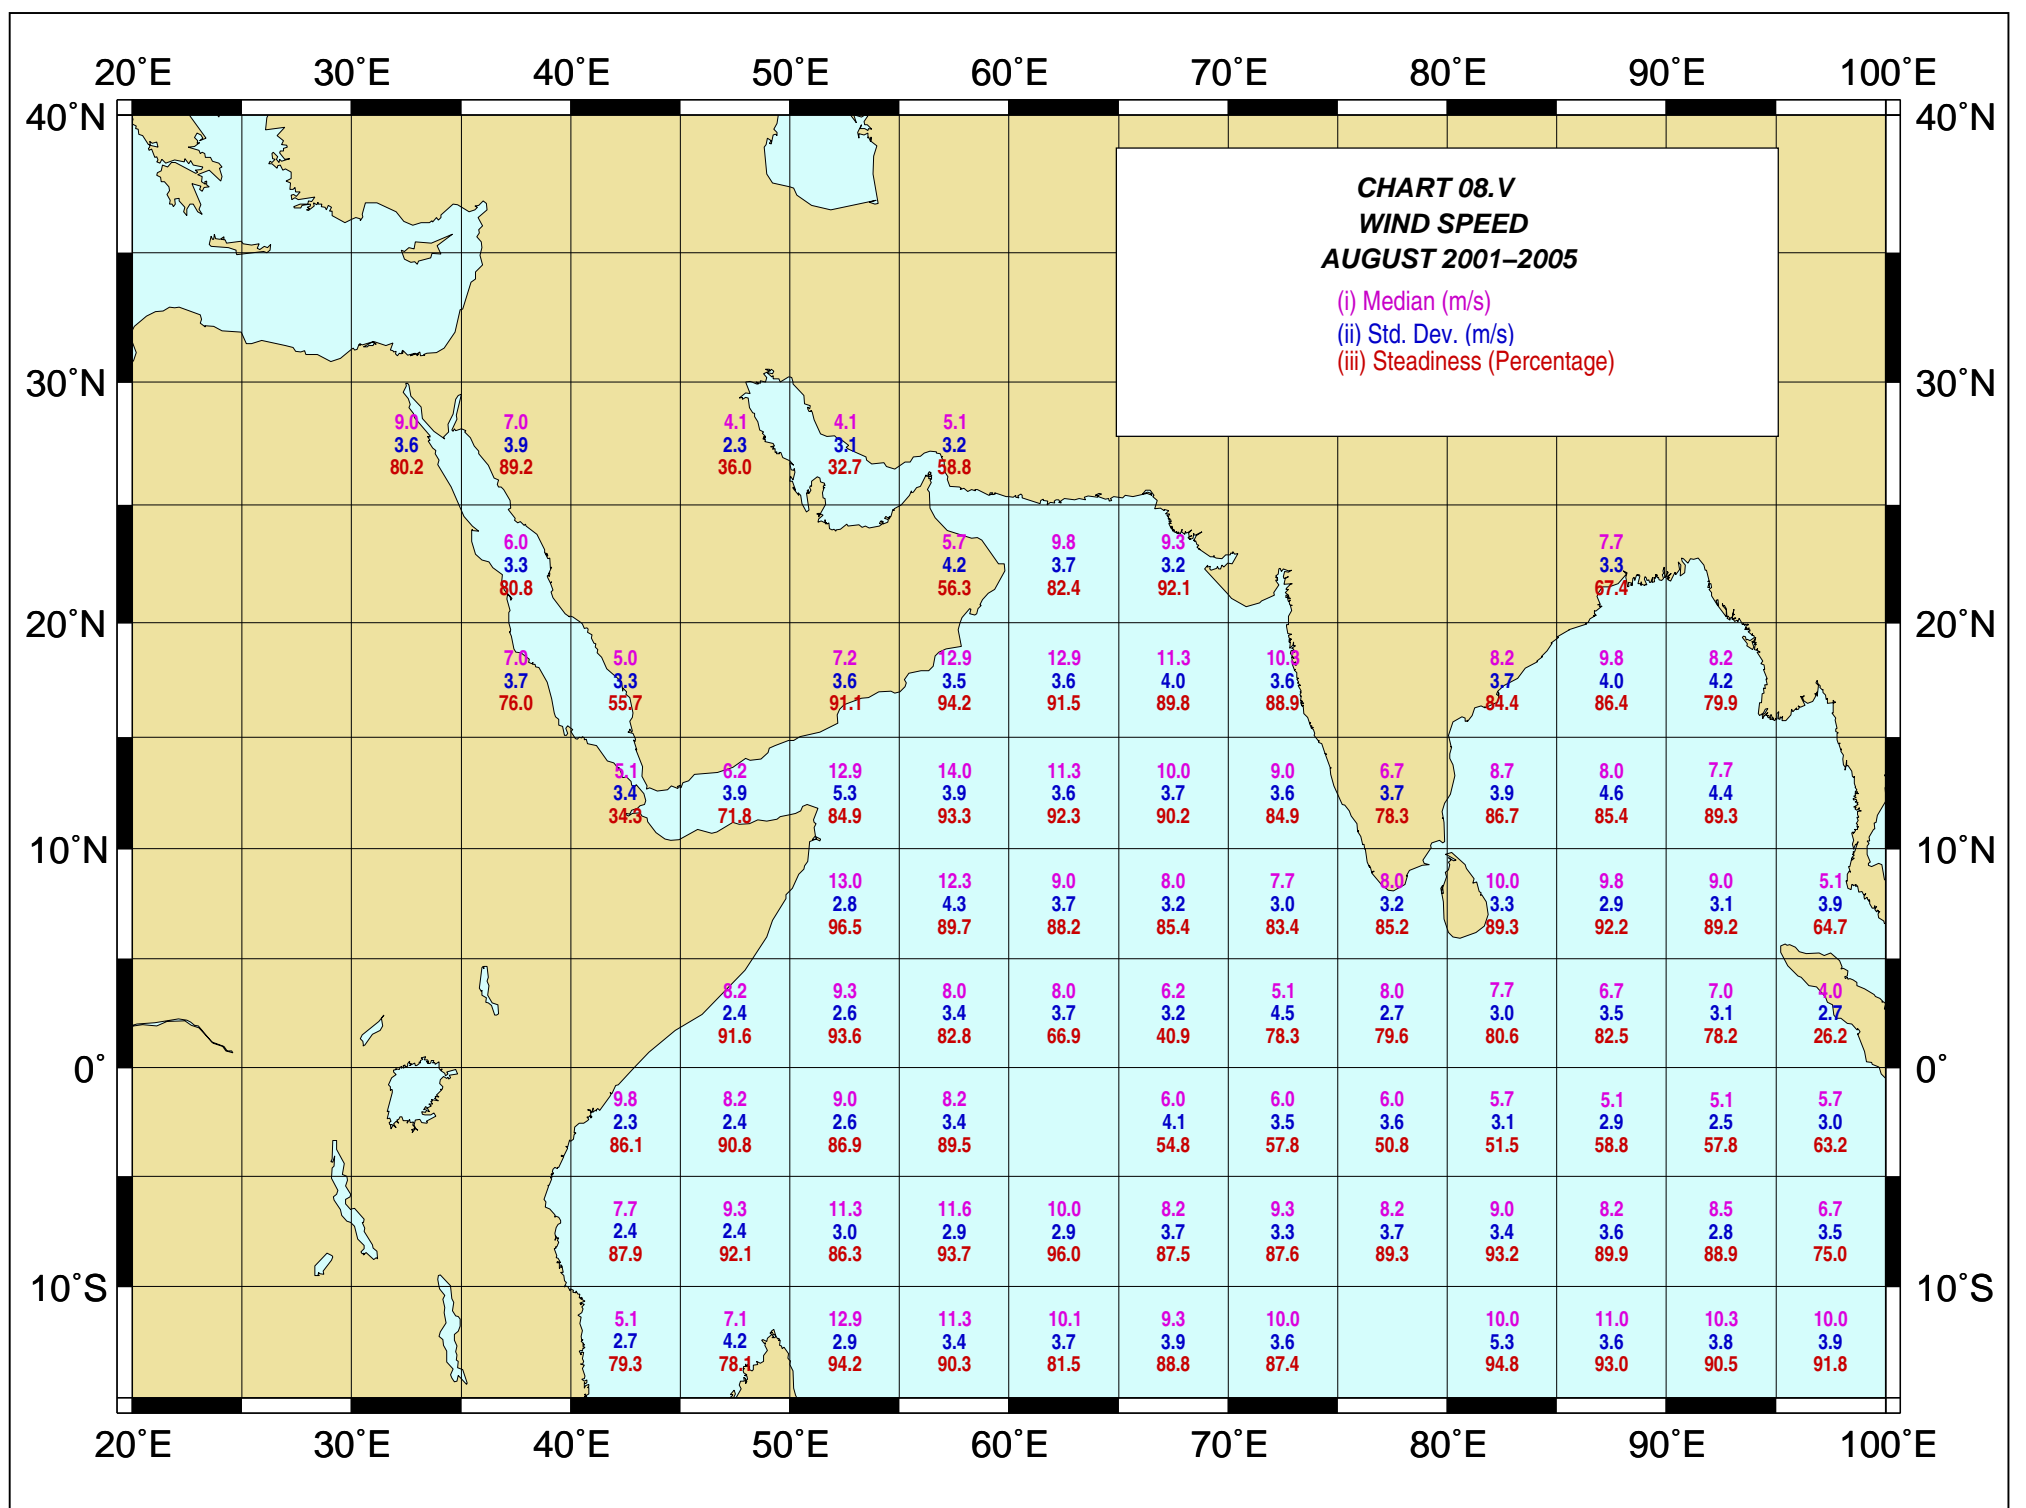 20°E 30°E 40°E 50°E 60°E 70°E 80°E 90°E 100°E
40°N 40°N
CHART 08.V
WIND SPEED
AUGUST 2001–2005
(i) Median (m/s)
(ii) Std. Dev. (m/s)
(iii) Steadiness (Percentage)
30°N 30°N
9.0 7.0 4.1 4.1 5.1
3.6 3.9 2.3 3.1 3.2
80.2 89.2 36.0 32.7 58.8
6.0 5.7 9.8 9.3 7.7
3.3 4.2 3.7 3.2 3.3
80.8 56.3 82.4 92.1 67.4
20°N 20°N
7.0 5.0 7.2 12.9 12.9 11.3 10.3 8.2 9.8 8.2
3.7 3.3 3.6 3.5 3.6 4.0 3.6 3.7 4.0 4.2
76.0 55.7 91.1 94.2 91.5 89.8 88.9 84.4 86.4 79.9
5.1 6.2 12.9 14.0 11.3 10.0 9.0 6.7 8.7 8.0 7.7
3.4 3.9 5.3 3.9 3.6 3.7 3.6 3.7 3.9 4.6 4.4
34.3 71.8 84.9 93.3 92.3 90.2 84.9 78.3 86.7 85.4 89.3
10°N 10°N
13.0 12.3 9.0 8.0 7.7 8.0 10.0 9.8 9.0 5.1
2.8 4.3 3.7 3.2 3.0 3.2 3.3 2.9 3.1 3.9
96.5 89.7 88.2 85.4 83.4 85.2 89.3 92.2 89.2 64.7
8.2 9.3 8.0 8.0 6.2 5.1 8.0 7.7 6.7 7.0 4.0
2.4 2.6 3.4 3.7 3.2 4.5 2.7 3.0 3.5 3.1 2.7
91.6 93.6 82.8 66.9 40.9 78.3 79.6 80.6 82.5 78.2 26.2
0° 0°
9.8 8.2 9.0 8.2 6.0 6.0 6.0 5.7 5.1 5.1 5.7
2.3 2.4 2.6 3.4 4.1 3.5 3.6 3.1 2.9 2.5 3.0
86.1 90.8 86.9 89.5 54.8 57.8 50.8 51.5 58.8 57.8 63.2
7.7 9.3 11.3 11.6 10.0 8.2 9.3 8.2 9.0 8.2 8.5 6.7
2.4 2.4 3.0 2.9 2.9 3.7 3.3 3.7 3.4 3.6 2.8 3.5
87.9 92.1 86.3 93.7 96.0 87.5 87.6 89.3 93.2 89.9 88.9 75.0
10°S 10°S
5.1 7.1 12.9 11.3 10.1 9.3 10.0 10.0 11.0 10.3 10.0
2.7 4.2 2.9 3.4 3.7 3.9 3.6 5.3 3.6 3.8 3.9
79.3 78.1 94.2 90.3 81.5 88.8 87.4 94.8 93.0 90.5 91.8
20°E 30°E 40°E 50°E 60°E 70°E 80°E 90°E 100°E